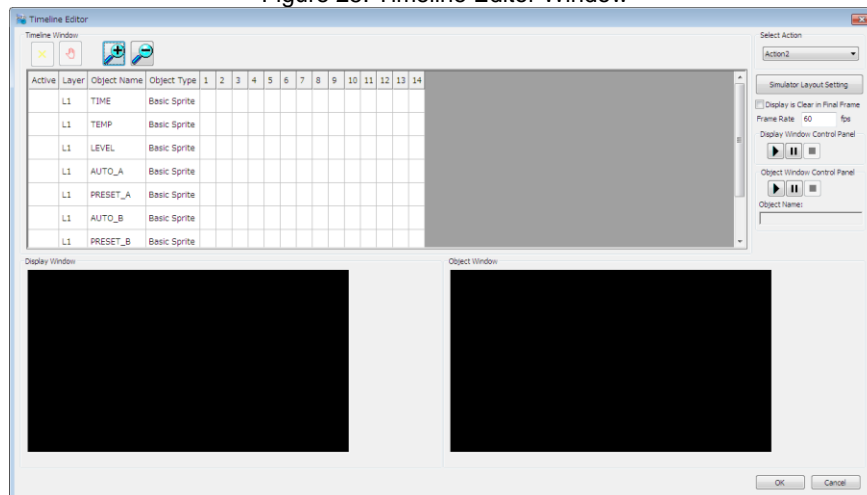 Figure 28. Timeline Editor Window
Timeline Editor
Timeline Window
Select Action
Action2
Active Layer Object Name Object Type 1 2 3 4 5 6 7 8 9 10 11 12 13 14
L1 TIME Basic Sprite
L1 TEMP Basic Sprite
L1 LEVEL Basic Sprite
L1 AUTO_A Basic Sprite
L1 PRESET_A Basic Sprite
L1 AUTO_B Basic Sprite
L1 PRESET_B Basic Sprite
Simulator Layout Setting
Display is Clear in Final Frame
Frame Rate 60 fps
Display Window Control Panel
Object Window Control Panel
Object Name:
Display Window
Object Window
OK Cancel